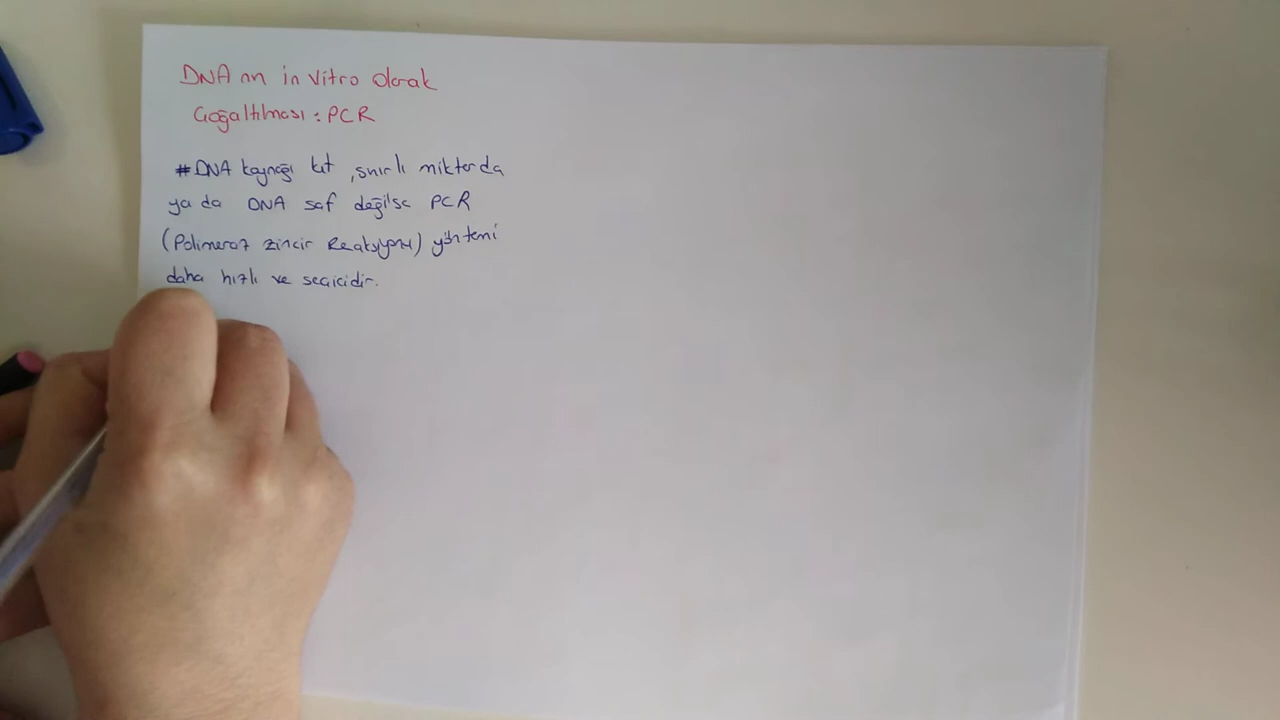 DNA nın in vitro olarak
Çoğaltılması : PCR
#DNA kaynağı kıt , sınırlı miktarda
ya da DNA saf değilse PCR
(Polimeraz zincir Reaksiyonu) yöntemi
daha hızlı ve seçicidir.